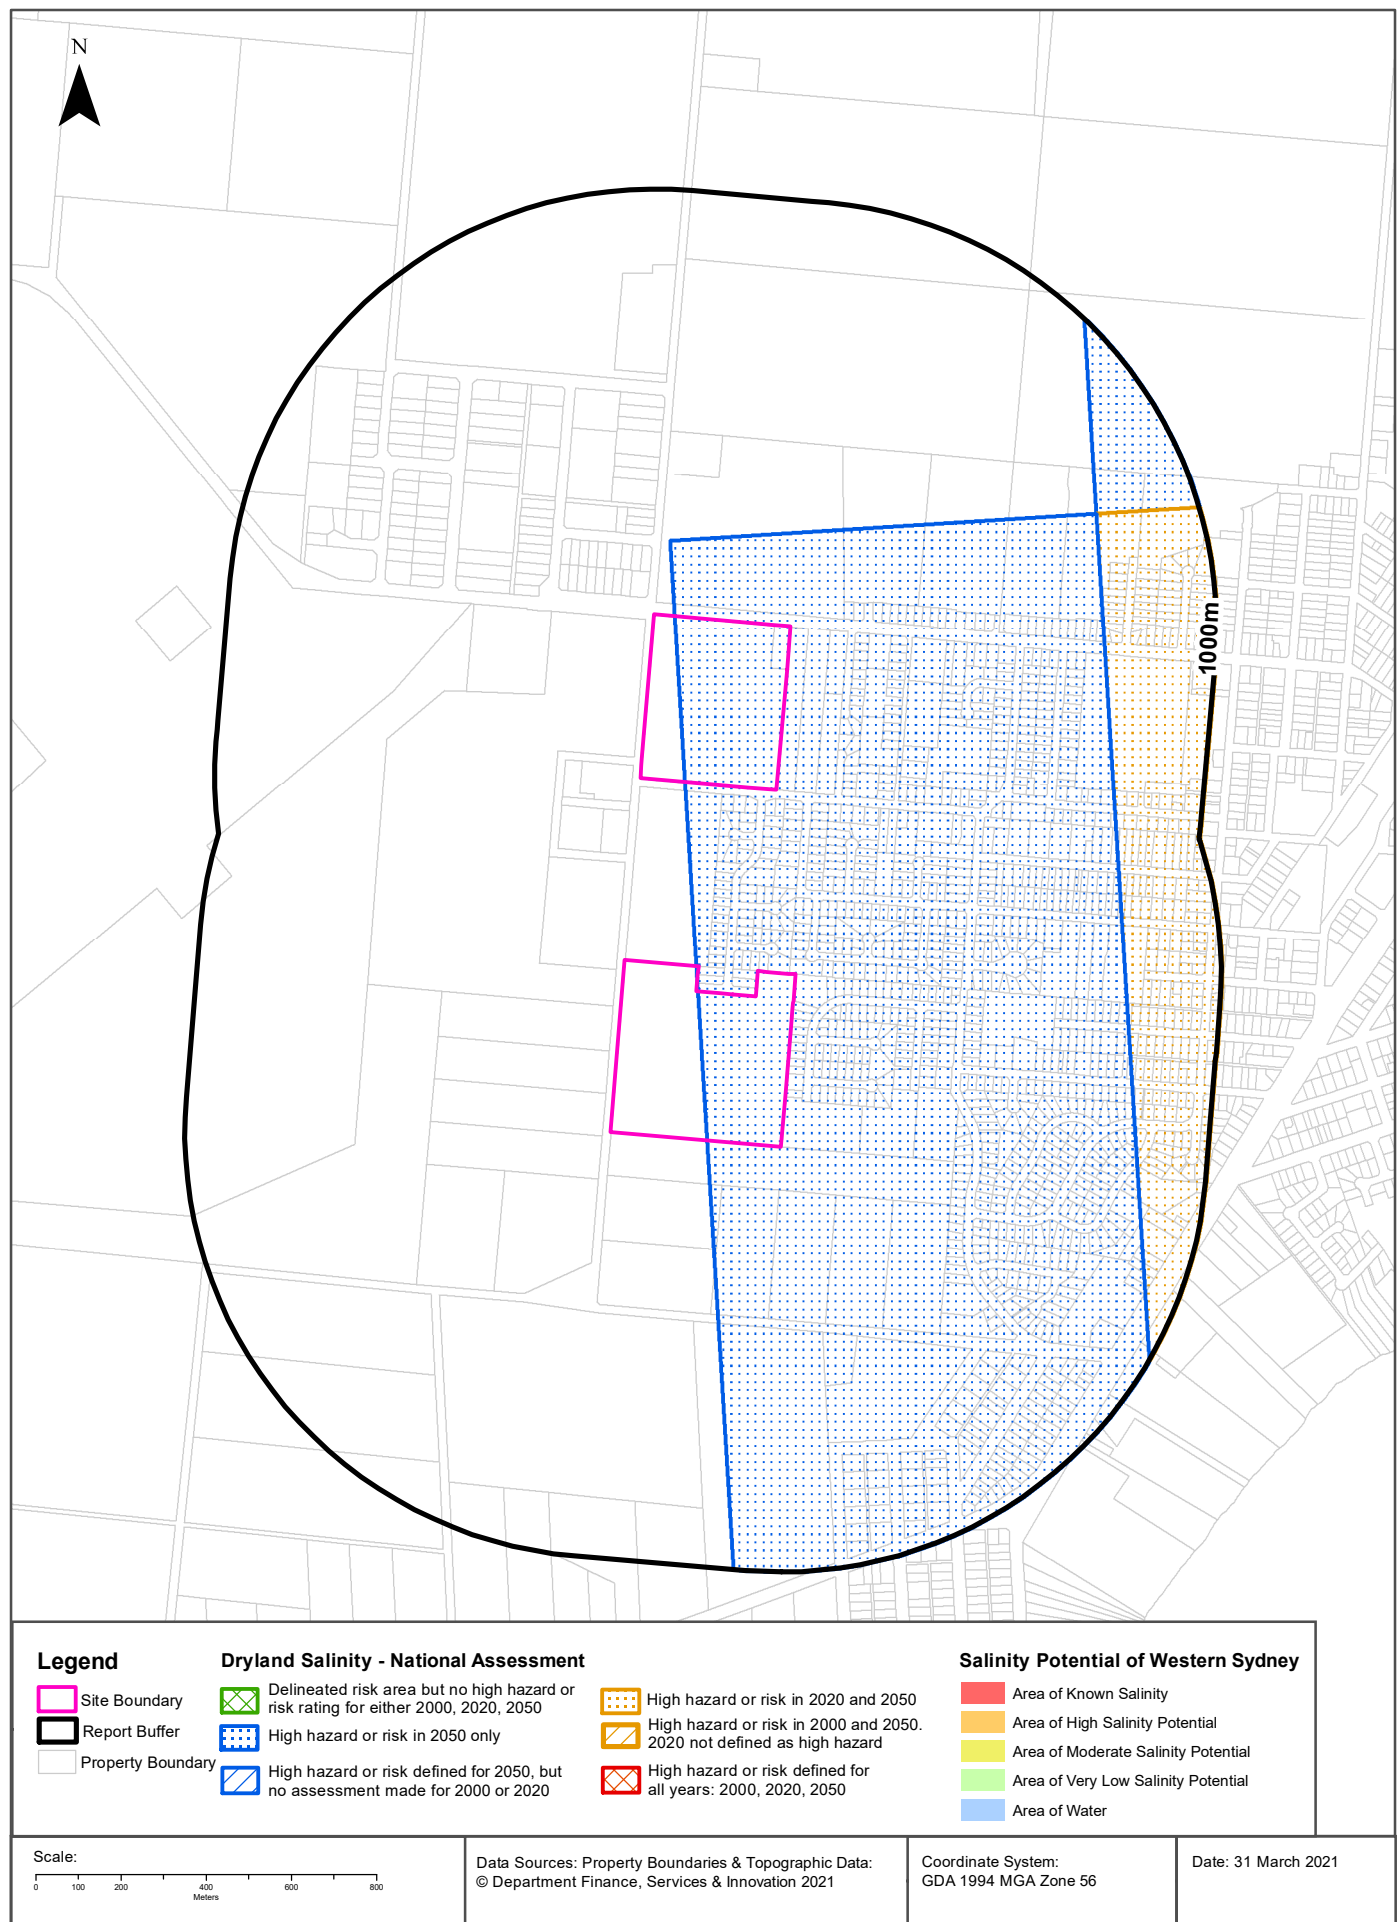 N
1000m
Legend
Site Boundary
Report Buffer
Property Boundary
Dryland Salinity - National Assessment
Delineated risk area but no high hazard or
risk rating for either 2000, 2020, 2050
High hazard or risk in 2050 only
High hazard or risk defined for 2050, but
no assessment made for 2000 or 2020
High hazard or risk in 2020 and 2050
High hazard or risk in 2000 and 2050.
2020 not defined as high hazard
High hazard or risk defined for
all years: 2000, 2020, 2050
Salinity Potential of Western Sydney
Area of Known Salinity
Area of High Salinity Potential
Area of Moderate Salinity Potential
Area of Very Low Salinity Potential
Area of Water
Scale:
0 100 200 400 600 800
Meters
Data Sources: Property Boundaries & Topographic Data:
© Department Finance, Services & Innovation 2021
Coordinate System:
GDA 1994 MGA Zone 56
Date: 31 March 2021